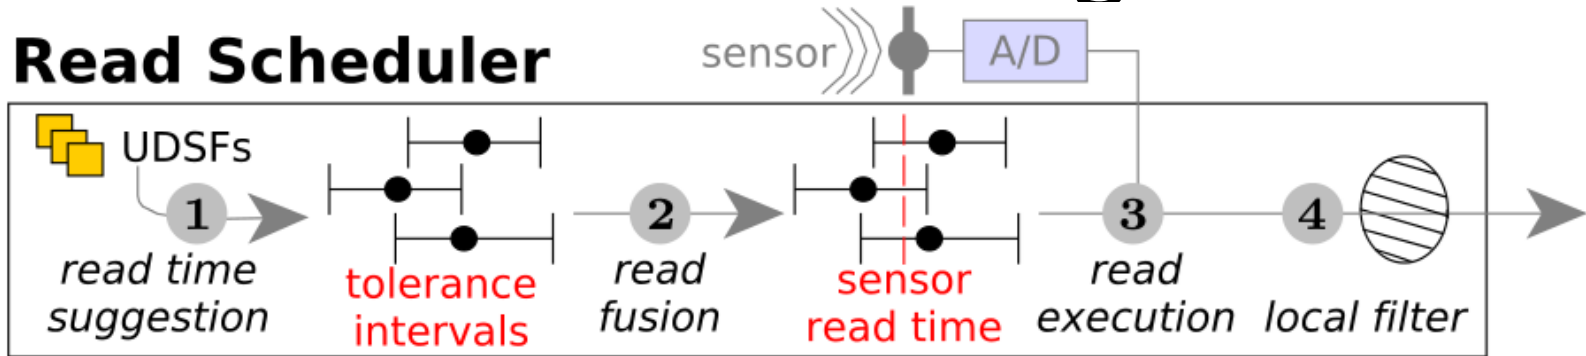 Read Scheduler
sensor
A/D
UDSFs
1
2
3
4
read time
suggestion
tolerance
intervals
read
fusion
sensor
read time
read
execution
local filter